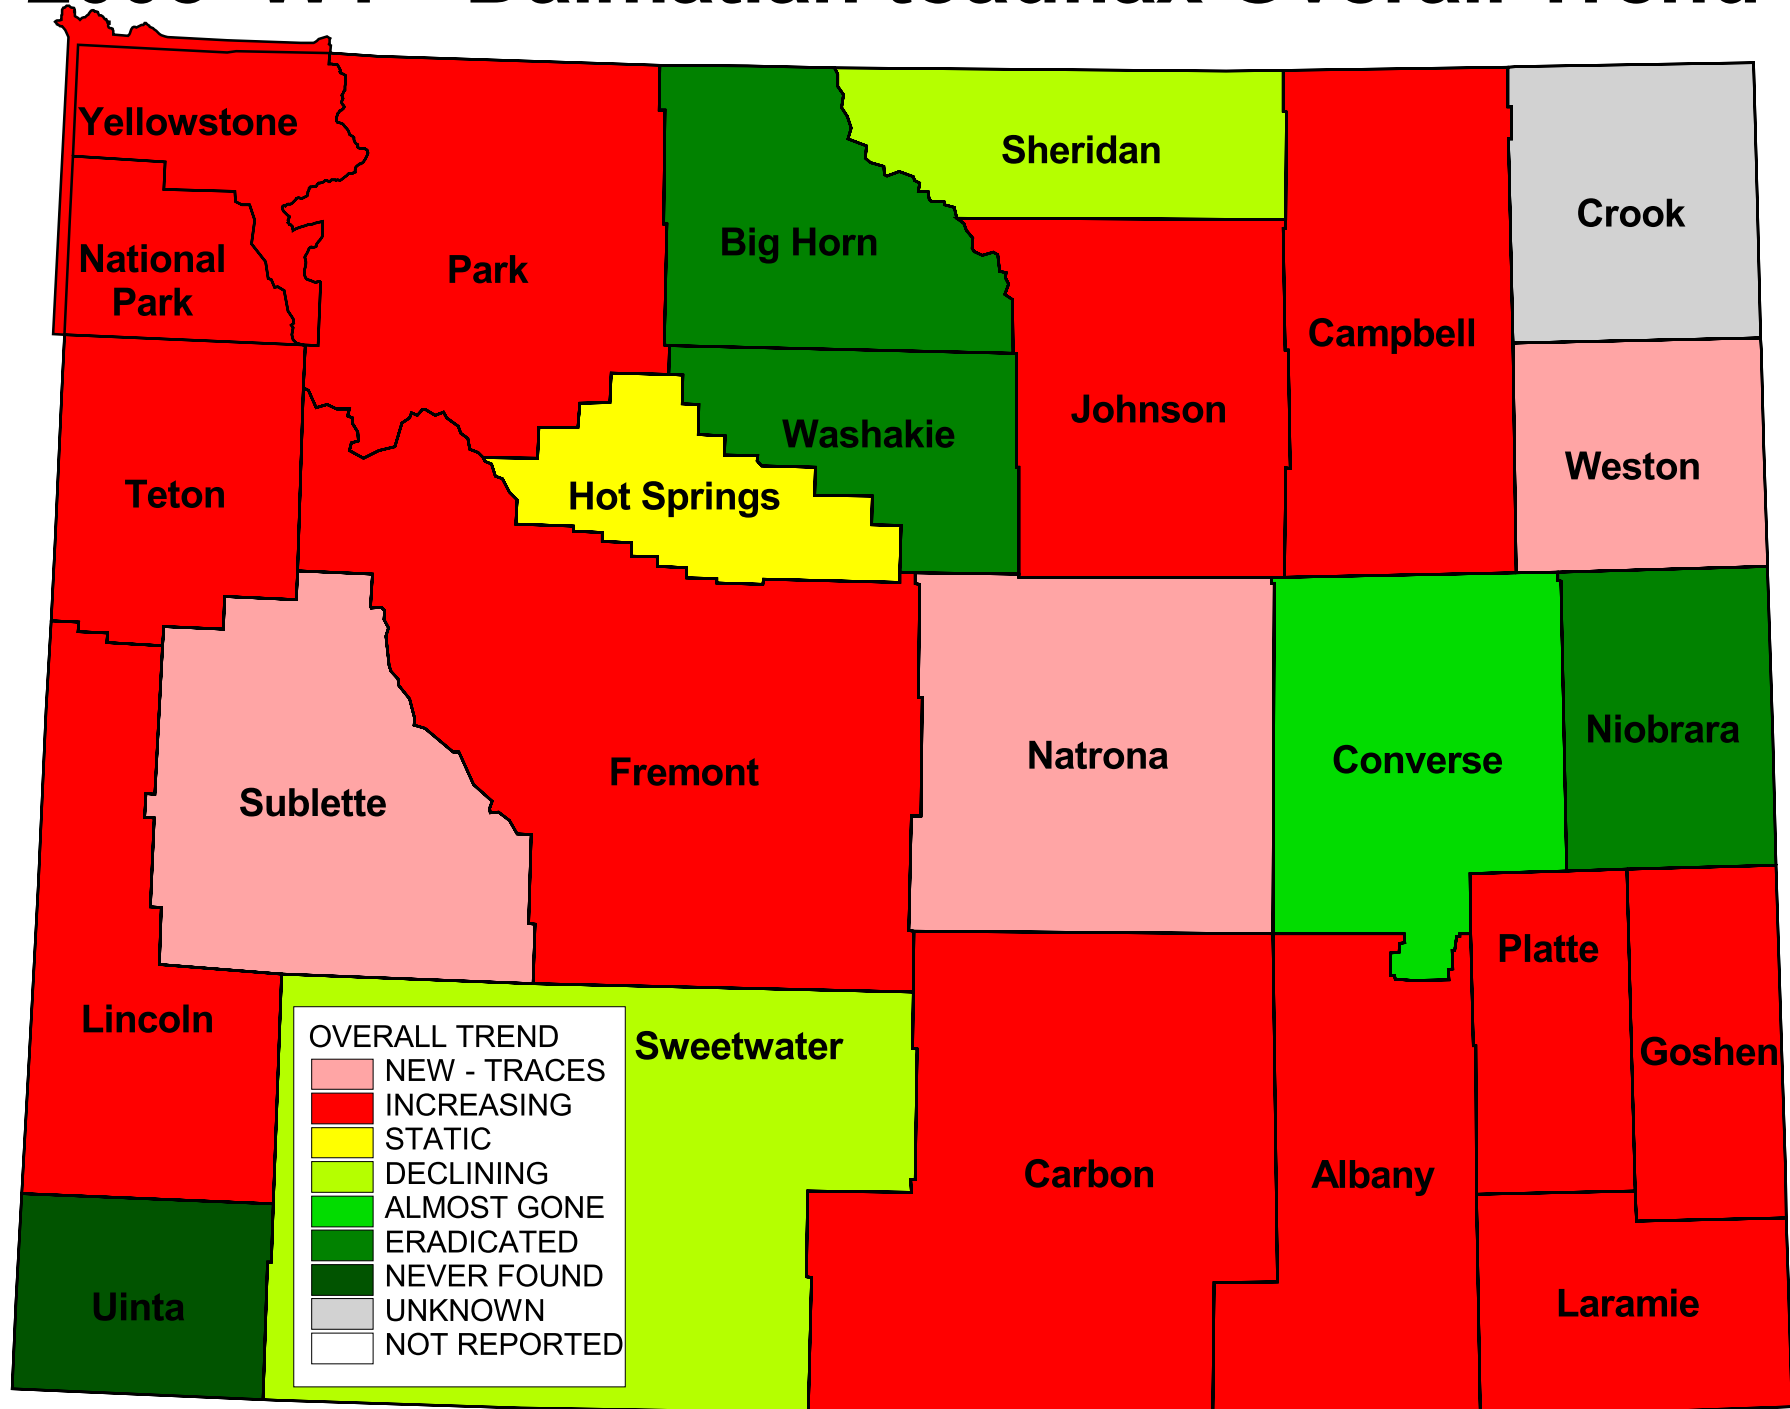 Yellowstone
National
Park
Park
Big Horn
Sheridan
Crook
Campbell
Johnson
Washakie
Weston
Teton
Hot Springs
Sublette
Fremont
Natrona
Converse
Niobrara
Platte
Lincoln
Sweetwater
Goshen
Carbon
Albany
Uinta
Laramie
OVERALL TREND
NEW - TRACES
INCREASING
STATIC
DECLINING
ALMOST GONE
ERADICATED
NEVER FOUND
UNKNOWN
NOT REPORTED